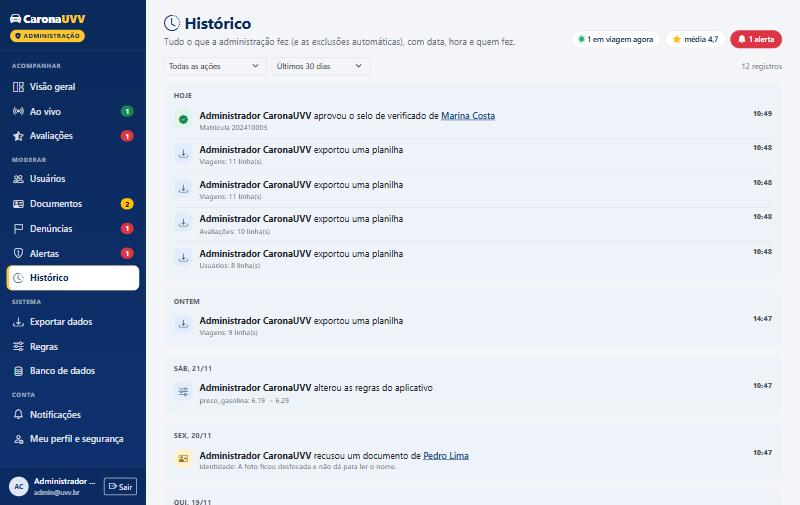 CaronaUVV
ADMINISTRAÇÃO
ACOMPANHAR
Visão geral
Ao vivo 1
Avaliações 1
MODERAR
Usuários
Documentos 2
Denúncias 1
Alertas 1
Histórico
SISTEMA
Exportar dados
Regras
Banco de dados
CONTA
Notificações
Meu perfil e segurança
AC
Administrador ...
admin@uvv.br
Sair
Histórico
Tudo o que a administração fez (e as exclusões automáticas), com data, hora e quem fez.
1 em viagem agora
média 4,7
1 alerta
Todas as ações
Últimos 30 dias
12 registros
HOJE
Administrador CaronaUVV aprovou o selo de verificado de Marina Costa 10:49
Matrícula 202410003
Administrador CaronaUVV exportou uma planilha 10:48
Viagens: 11 linha(s)
Administrador CaronaUVV exportou uma planilha 10:48
Viagens: 11 linha(s)
Administrador CaronaUVV exportou uma planilha 10:48
Avaliações: 10 linha(s)
Administrador CaronaUVV exportou uma planilha 10:48
Usuários: 8 linha(s)
ONTEM
Administrador CaronaUVV exportou uma planilha 14:47
Viagens: 9 linha(s)
SÁB, 21/11
Administrador CaronaUVV alterou as regras do aplicativo 10:47
preco_gasolina: 6.19 → 6.29
SEX, 20/11
Administrador CaronaUVV recusou um documento de Pedro Lima 10:47
identidade: A foto ficou desfocada e não dá para ler o nome.
QUI, 19/11